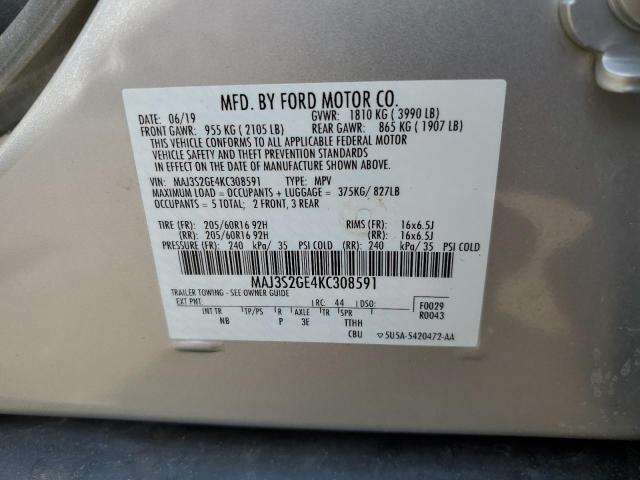 MFD. BY FORD MOTOR CO.
DATE: 06/19 GVWR: 1810 KG ( 3990 LB)
FRONT GAWR: 955 KG ( 2105 LB) REAR GAWR: 865 KG ( 1907 LB)
THIS VEHICLE CONFORMS TO ALL APPLICABLE FEDERAL MOTOR
VEHICLE SAFETY AND THEFT PREVENTION STANDARDS
IN EFFECT ON THE DATE OF MANUFACTURE SHOWN ABOVE.
VIN: MAJ3S2GE4KC308591 TYPE: MPV
MAXIMUM LOAD = OCCUPANTS + LUGGAGE = 375KG/ 827LB
OCCUPANTS = 5 TOTAL; 2 FRONT, 3 REAR
TIRE (FR): 205/60R16 92H RIMS (FR): 16x6.5J
(RR): 205/60R16 92H (RR): 16x6.5J
PRESSURE (FR): 240 kPa/ 35 PSI COLD (RR): 240 kPa/ 35 PSI COLD
MAJ3S2GE4KC308591
TRAILER TOWING - SEE OWNER GUIDE
EXT PNT: RC: 44 DSO: F0029
INT TR TP/PS R AXLE TR SPR R0043
NB P 3E TTHH
CBU ▽ SU5A-5420472-AA